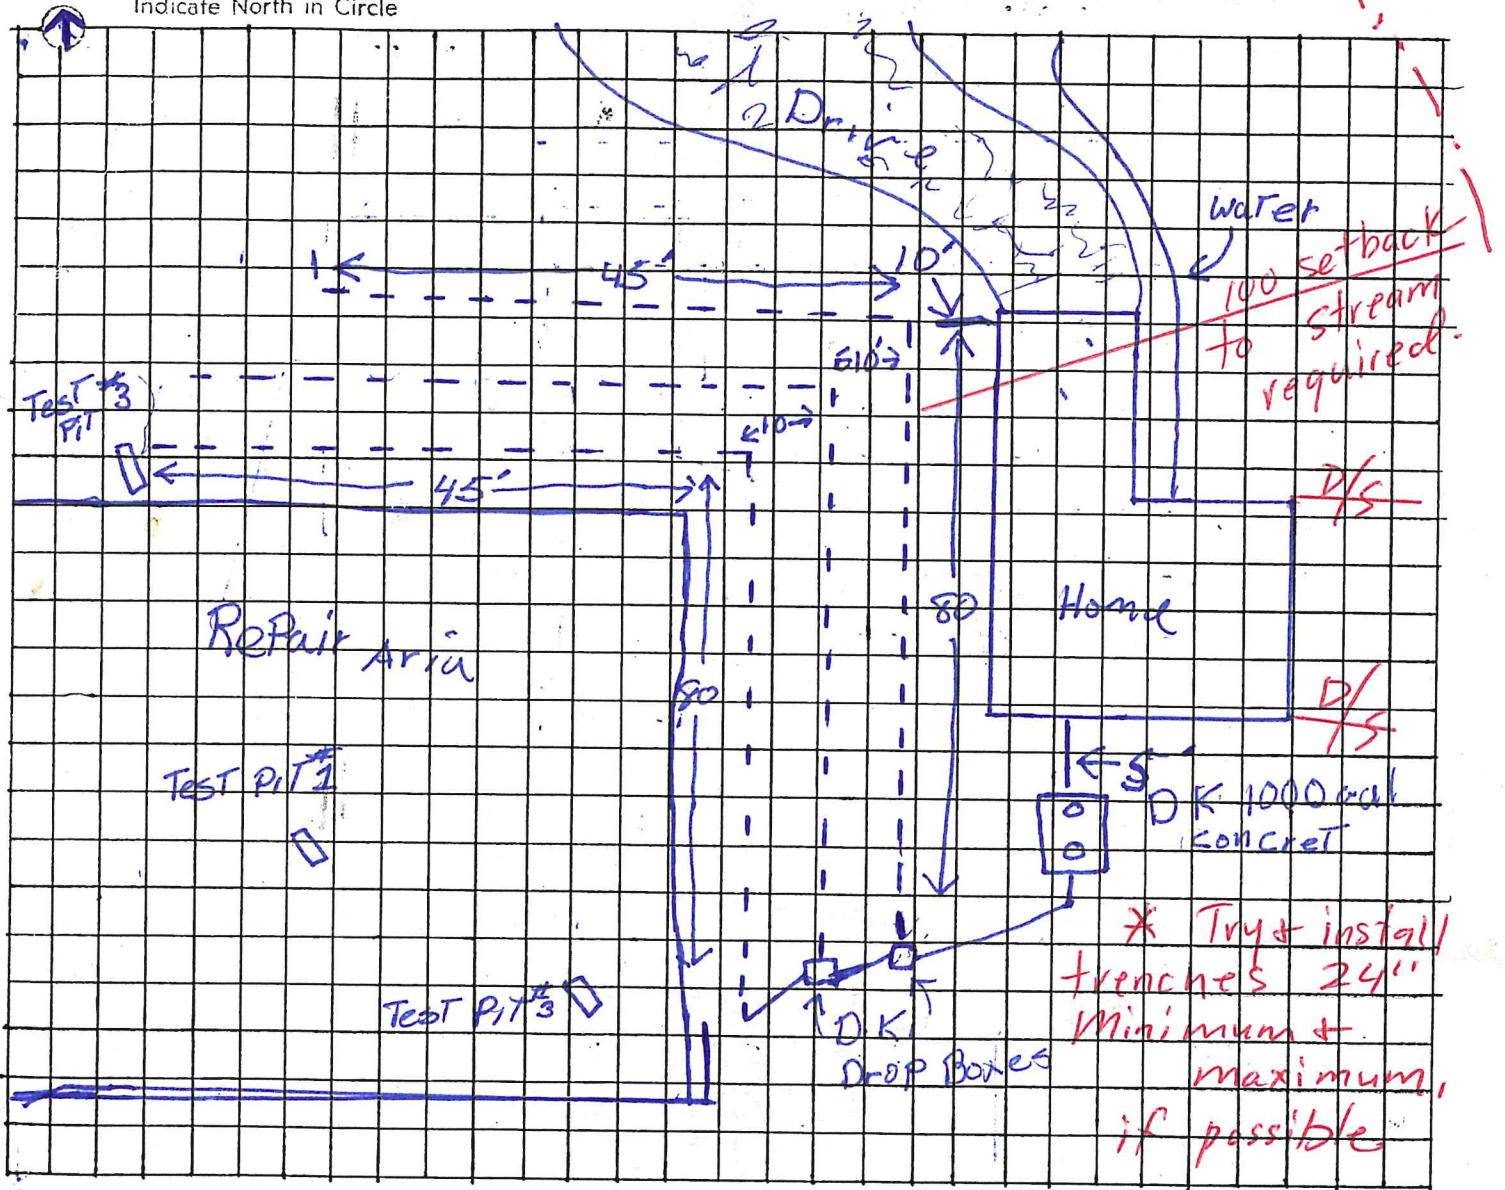 Indicate North in Circle
Drive
water
10'
45'
100 setback
to stream
required.
10'
Test #3
Pit
10
45'
D/S
80
Home
RePair Aria
80
D/S
Test Pit #1
5'
DK 1000 gal
concret
* Try & install
trenches 24"
Minimum &
maximum,
if possible
Test Pit #3
DK
Drop Boxes